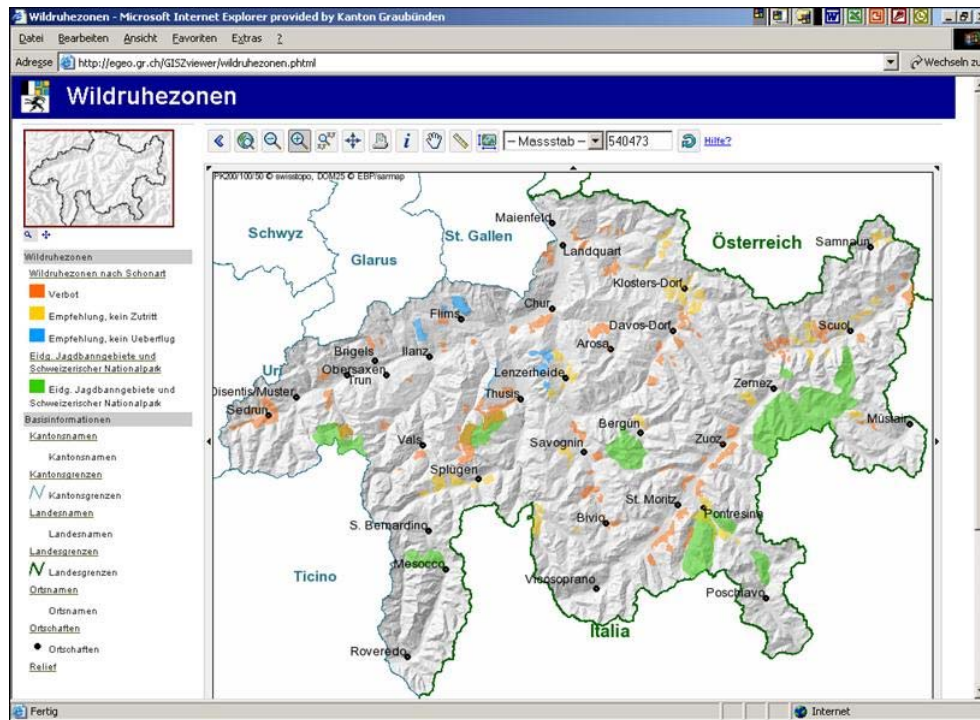 Wildruhezonen - Microsoft Internet Explorer provided by Kanton Graubünden
Datei Bearbeiten Ansicht Favoriten Extras ?
Adresse http://egeo.gr.ch/GISZviewer/wildruhezonen.phtml Wechseln zu
Wildruhezonen
– Massstab – 540473 Hilfe?
PK200/100/50 © swisstopo, DOM25 © EBP/sarmap
Wildruhezonen
Wildruhezonen nach Schonart
Verbot
Empfehlung, kein Zutritt
Empfehlung, kein Ueberflug
Eidg. Jagdbanngebiete und
Schweizerischer Nationalpark
Eidg. Jagdbanngebiete und
Schweizerischer Nationalpark
Basisinformationen
Kantonsnamen
Kantonsnamen
Kantonsgrenzen
Kantonsgrenzen
Landesnamen
Landesnamen
Landesgrenzen
Landesgrenzen
Ortsnamen
Ortsnamen
Ortschaften
Ortschaften
Relief
Maienfeld
Schwyz
St. Gallen
Österreich
Samnaun
Landquart
Glarus
Klosters-Dorf
Chur
Flims
Davos-Dorf
Scuol
Arosa
Brigels
Ilanz
Uri
Obersaxen
Trun
Lenzerheide
Zernez
Disentis/Muster
Thusis
Sedrun
Bergün
Müstair
Vals
Savognin
Zuoz
Splügen
St. Moritz
Pontresina
S. Bernardino
Bivio
Mesocco
Ticino
Vicosoprano
Poschiavo
Italia
Roveredo
Fertig Internet